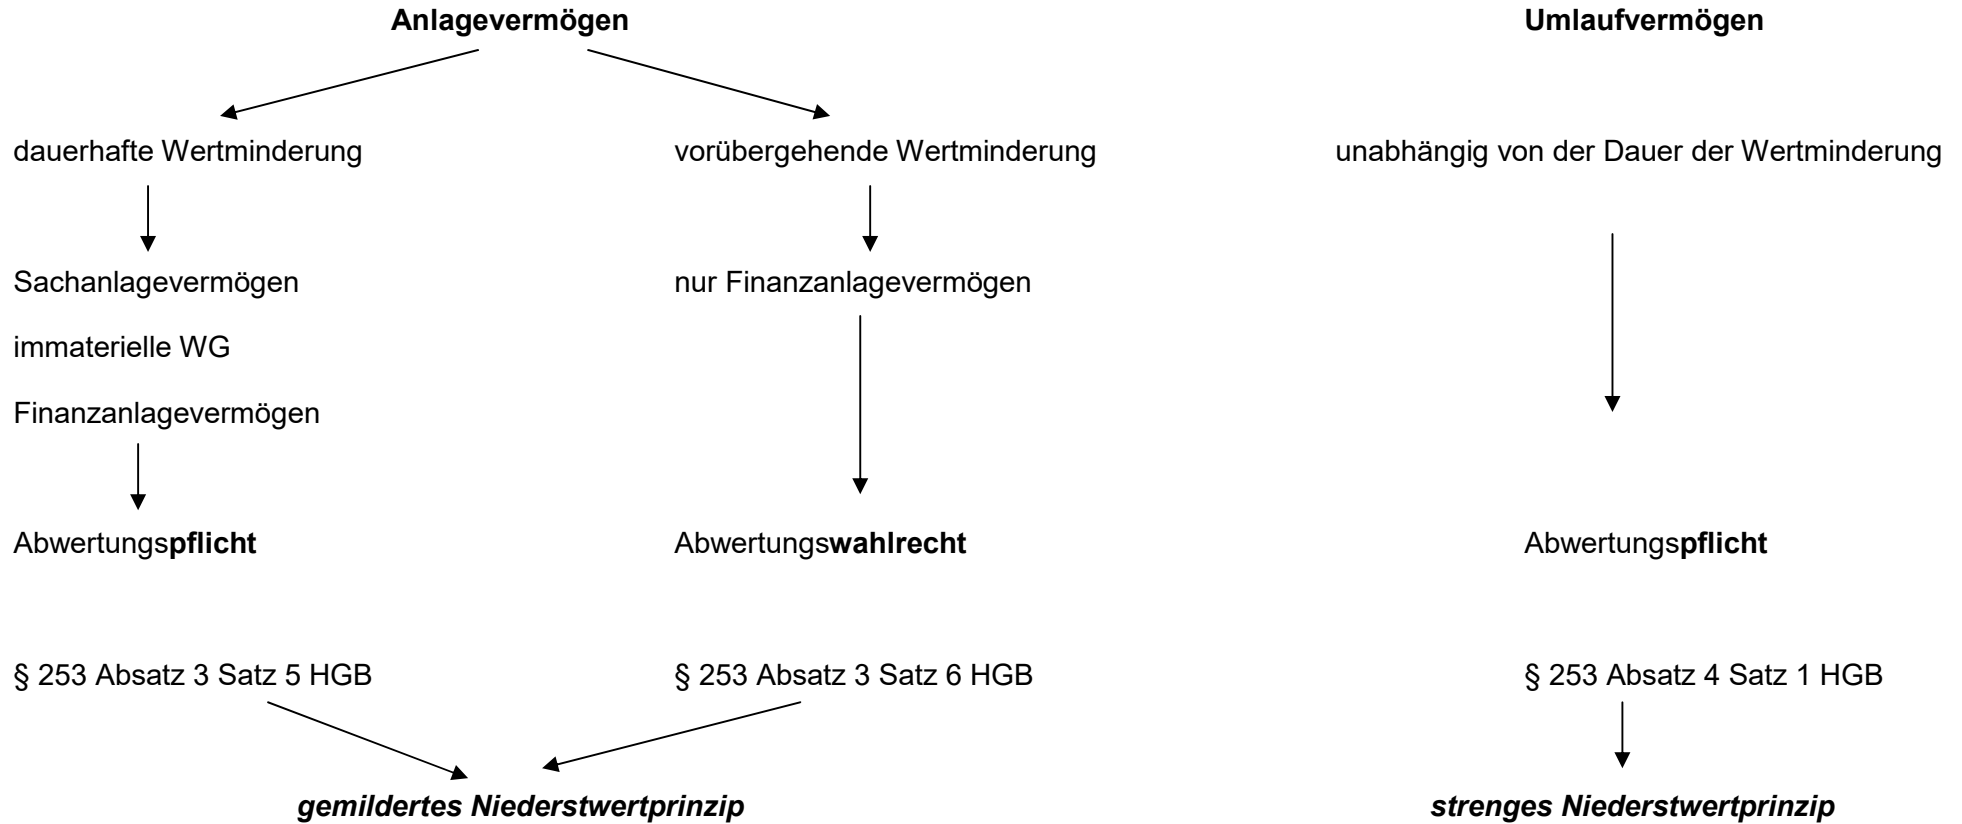 Anlagevermögen
Umlaufvermögen
dauerhafte Wertminderung
vorübergehende Wertminderung
unabhängig von der Dauer der Wertminderung
Sachanlagevermögen
nur Finanzanlagevermögen
immaterielle WG
Finanzanlagevermögen
Abwertungspflicht
Abwertungswahlrecht
Abwertungspflicht
§ 253 Absatz 3 Satz 5 HGB
§ 253 Absatz 3 Satz 6 HGB
§ 253 Absatz 4 Satz 1 HGB
gemildertes Niederstwertprinzip
strenges Niederstwertprinzip